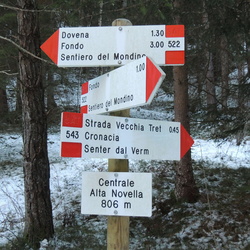 Dovena 1.30
Fondo 3.00 522
Sentiero del Mondino
1.00
Fondo
Sentiero del Mondino
Strada Vecchia Tret 0.45
543 Cronacia
Senter dal Verm
Centrale
Alta Novella
806 m